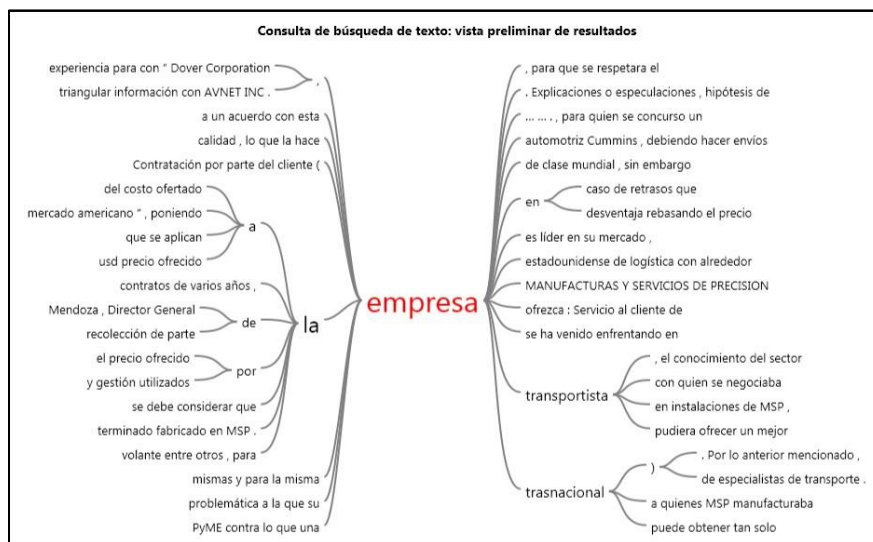 Consulta de búsqueda de texto: vista preliminar de resultados
experiencia para con " Dover Corporation
triangular información con AVNET INC .
,
a un acuerdo con esta
calidad , lo que la hace
Contratación por parte del cliente (
del costo ofertado
mercado americano " , poniendo
que se aplican
usd precio ofrecido
a
contratos de varios años ,
Mendoza , Director General
recolección de parte
de
el precio ofrecido
y gestión utilizados
por
se debe considerar que
terminado fabricado en MSP .
volante entre otros , para
la
mismas y para la misma
problemática a la que su
PyME contra lo que una
empresa
, para que se respetara el
. Explicaciones o especulaciones , hipótesis de
... ... . , para quien se concurso un
automotriz Cummins , debiendo hacer envíos
de clase mundial , sin embargo
en
caso de retrasos que
desventaja rebasando el precio
es líder en su mercado ,
estadounidense de logística con alrededor
MANUFACTURAS Y SERVICIOS DE PRECISION
ofrezca : Servicio al cliente de
se ha venido enfrentando en
transportista
, el conocimiento del sector
con quien se negociaba
en instalaciones de MSP ,
pudiera ofrecer un mejor
trasnacional
)
. Por lo anterior mencionado ,
de especialistas de transporte .
a quienes MSP manufacturaba
puede obtener tan solo